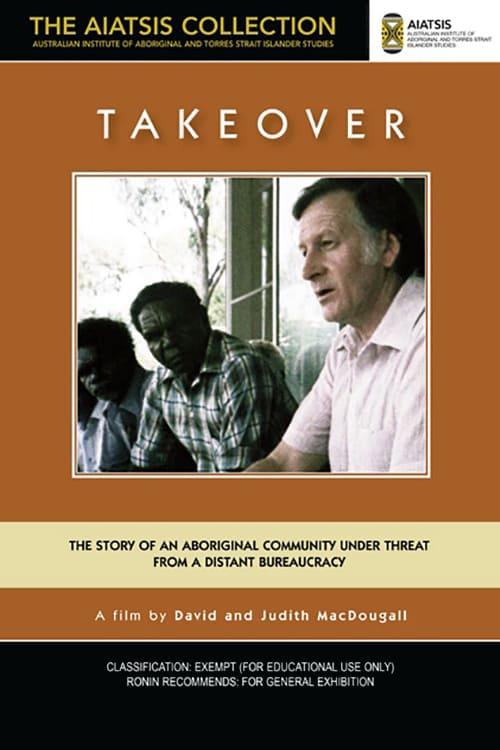 THE AIATSIS COLLECTION
AUSTRALIAN INSTITUTE OF ABORIGINAL AND TORRES STRAIT ISLANDER STUDIES
AIATSIS
AUSTRALIAN INSTITUTE OF
ABORIGINAL AND TORRES STRAIT
ISLANDER STUDIES
TAKEOVER
THE STORY OF AN ABORIGINAL COMMUNITY UNDER THREAT
FROM A DISTANT BUREAUCRACY
A film by David and Judith MacDougall
CLASSIFICATION: EXEMPT (FOR EDUCATIONAL USE ONLY)
RONIN RECOMMENDS: FOR GENERAL EXHIBITION